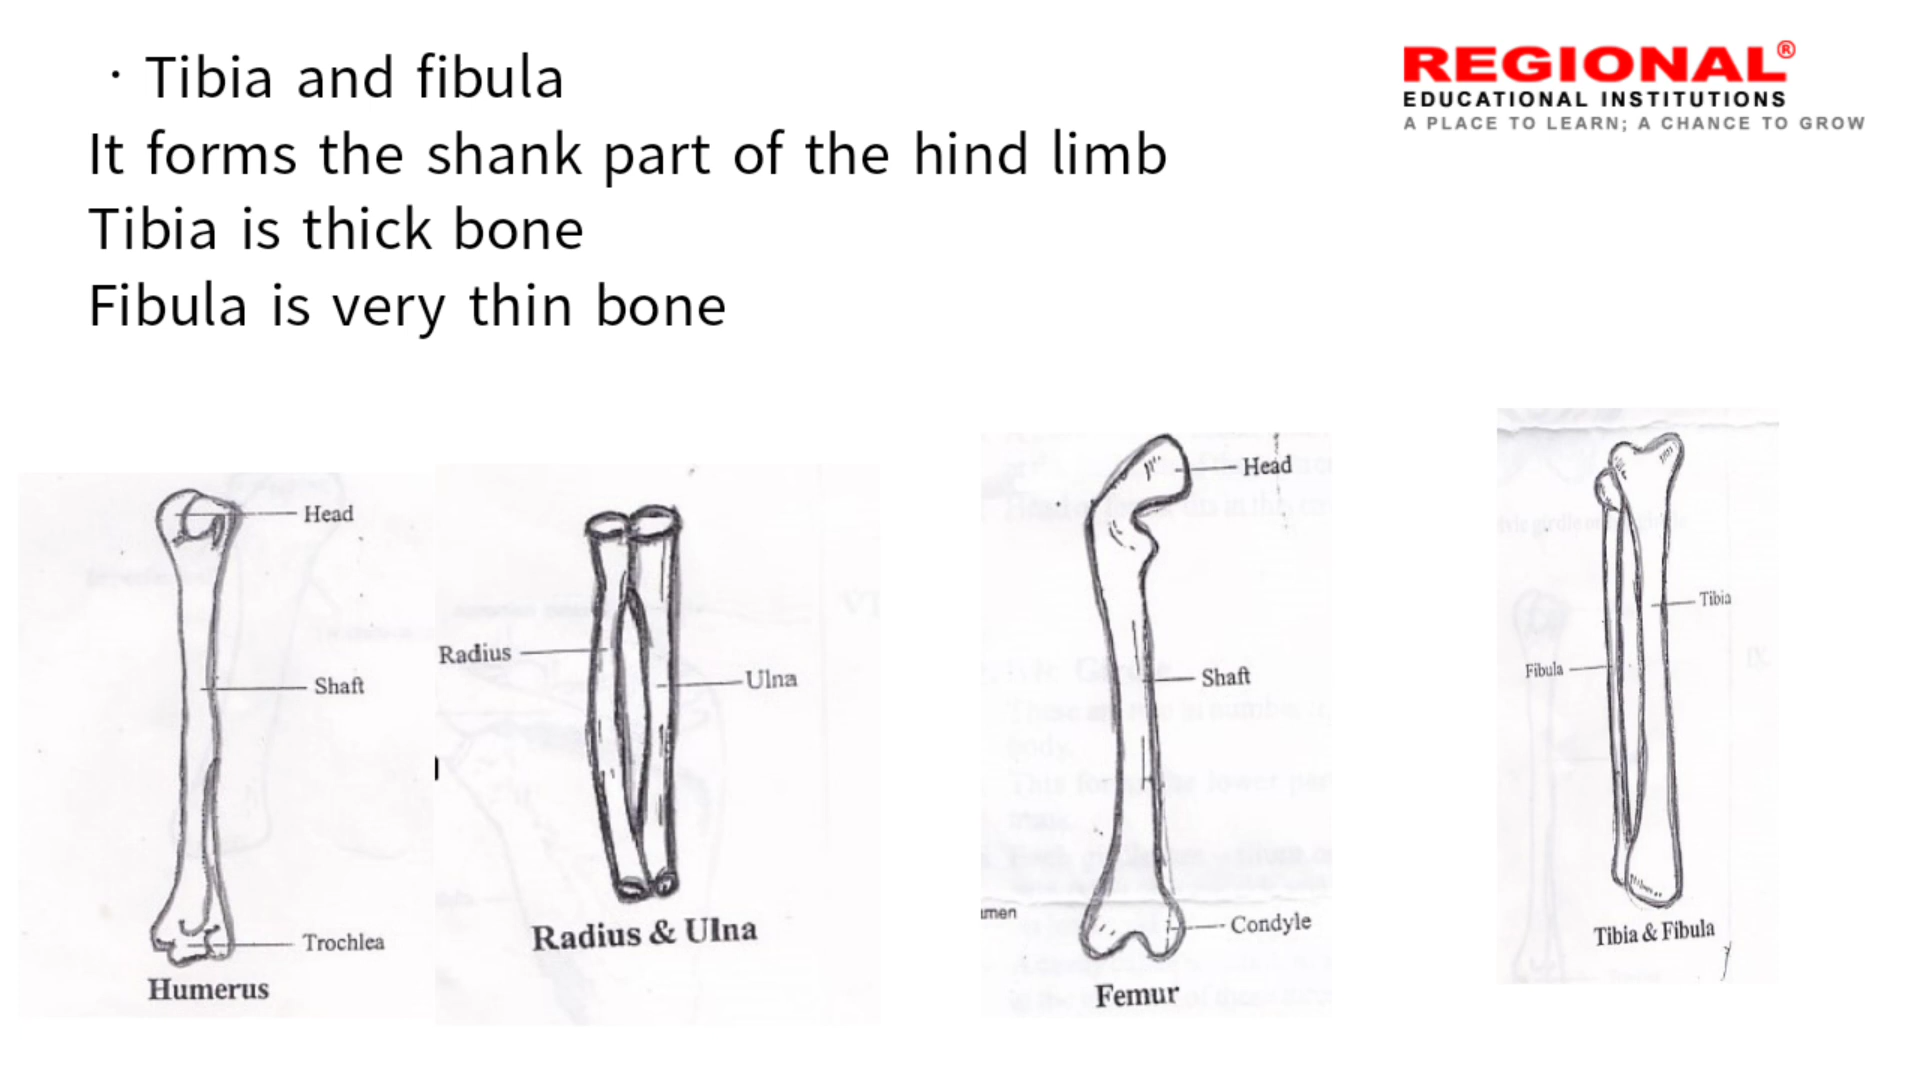 · Tibia and fibula
It forms the shank part of the hind limb
Tibia is thick bone
Fibula is very thin bone
REGIONAL®
EDUCATIONAL INSTITUTIONS
A PLACE TO LEARN; A CHANCE TO GROW
Head
Shaft
Trochlea
Humerus
Radius
Ulna
Radius & Ulna
Head
Shaft
Condyle
Femur
Tibia
Fibula
Tibia & Fibula